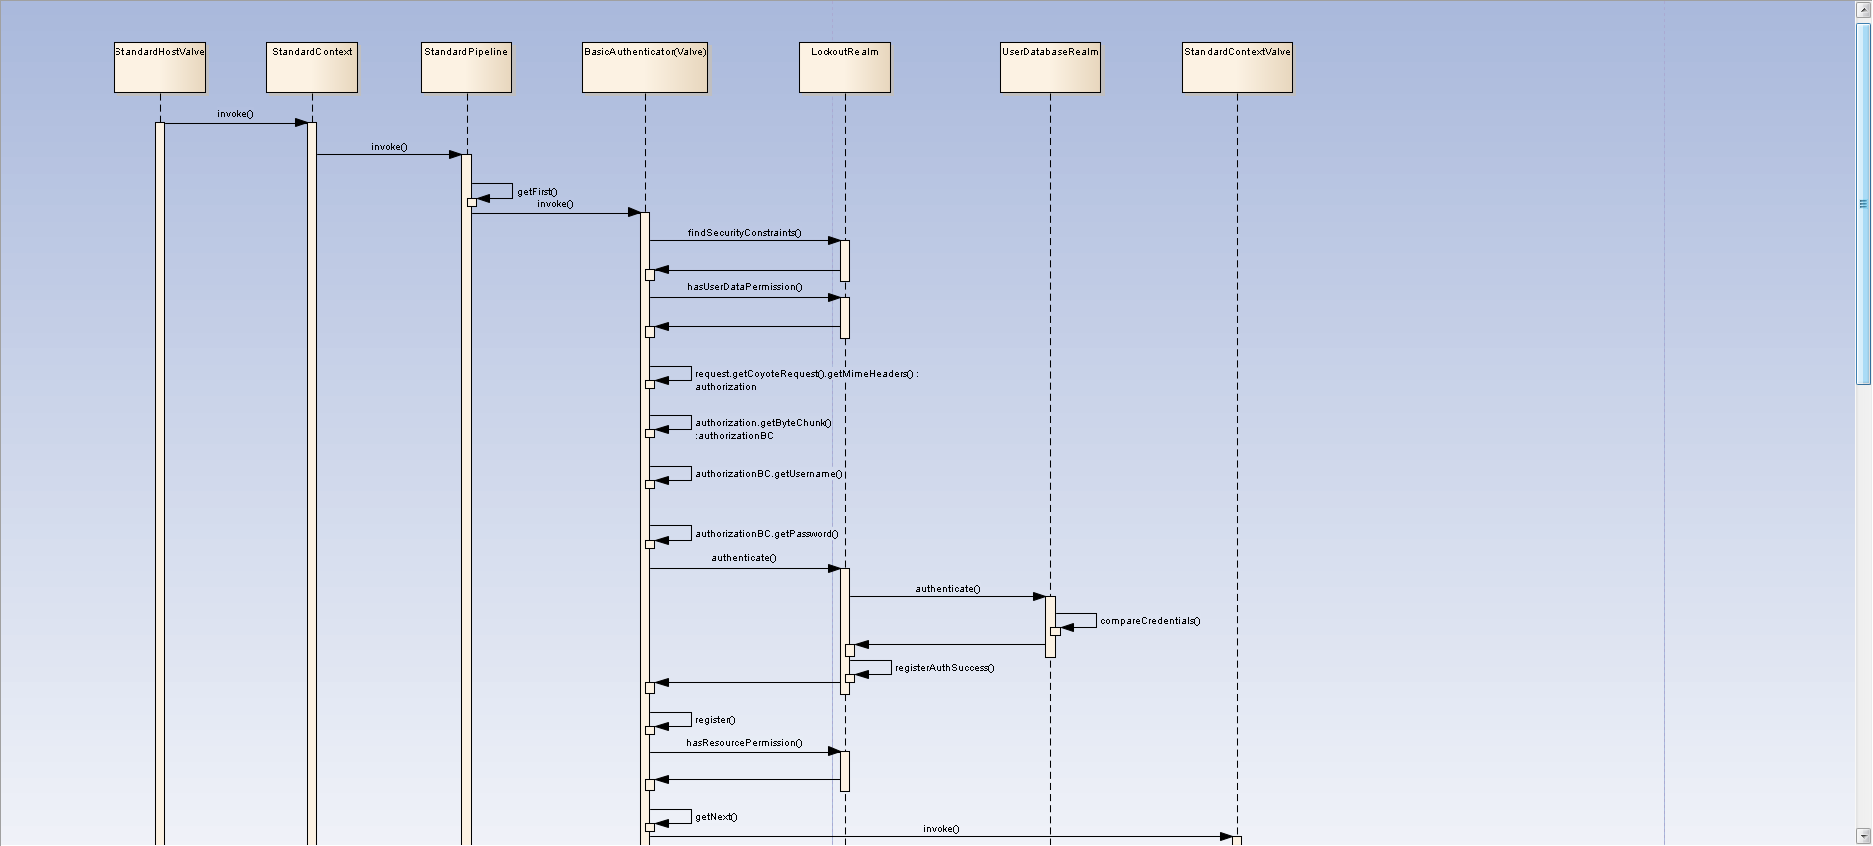 StandardHostValve
StandardContext
StandardPipeline
BasicAuthenticator(Valve)
LockoutRealm
UserDatabaseRealm
StandardContextValve
invoke()
invoke()
getFirst()
invoke()
findSecurityConstraints()
hasUserDataPermission()
request.getCoyoteRequest().getMimeHeaders() :
authorization
authorization.getByteChunk()
:authorizationBC
authorizationBC.getUsername()
authorizationBC.getPassword()
authenticate()
authenticate()
compareCredentials()
registerAuthSuccess()
register()
hasResourcePermission()
getNext()
invoke()